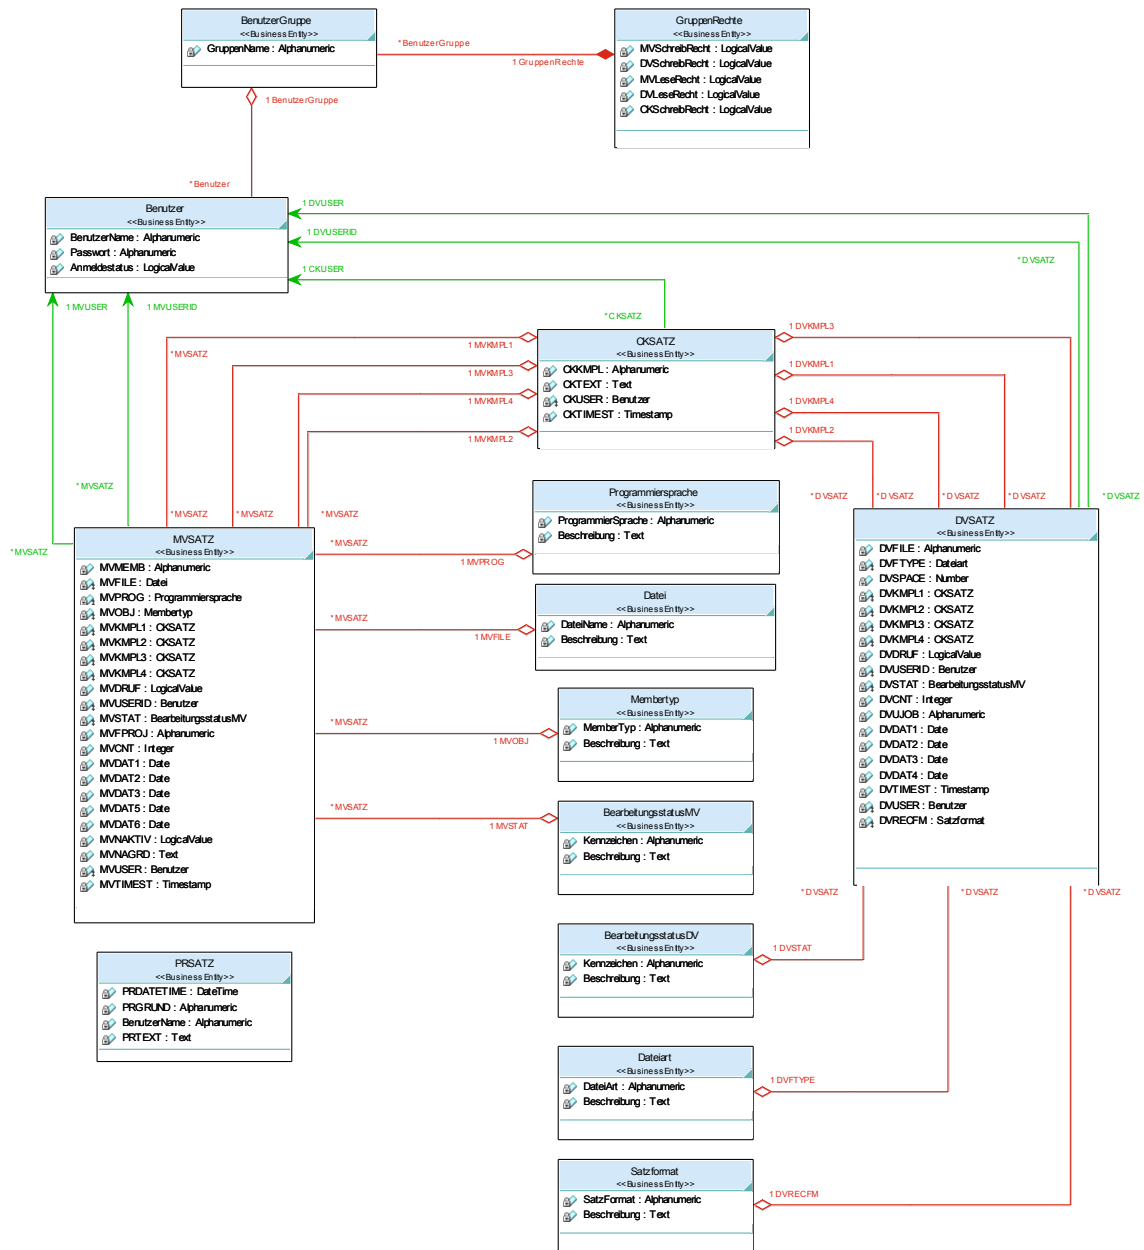 BenutzerGruppe
<<Business Entity>>
GruppenName : Alphanumeric
GruppenRechte
<<Business Entity>>
MVSchreibRecht : LogicalValue
DVSchreibRecht : LogicalValue
MVLeseRecht : LogicalValue
DVLeseRecht : LogicalValue
CKSchreibRecht : LogicalValue
*BenutzerGruppe
1 GruppenRechte
1 BenutzerGruppe
*Benutzer
Benutzer
<<Business Entity>>
BenutzerName : Alphanumeric
Passwort : Alphanumeric
Anmeldestatus : LogicalValue
1 DVUSER
1 DVUSERID
*DVSATZ
1 CKUSER
1 MVUSER
1 MVUSERID
*CKSATZ
CKSATZ
<<Business Entity>>
CKKMPL : Alphanumeric
CKTEXT : Text
CKUSER : Benutzer
CKTIMEST : Timestamp
1 MVKMPL1
*MVSATZ
1 MVKMPL3
1 MVKMPL4
1 MVKMPL2
1 DVKMPL3
1 DVKMPL1
1 DVKMPL4
1 DVKMPL2
*MVSATZ
*MVSATZ
*MVSATZ
*MVSATZ
*MVSATZ
*DVSATZ
*DVSATZ
*DVSATZ
*DVSATZ
*DVSATZ
MVSATZ
<<Business Entity>>
MVMEMB : Alphanumeric
MVFILE : Datei
MVPROG : Programmiersprache
MVOBJ : Membertyp
MVKMPL1 : CKSATZ
MVKMPL2 : CKSATZ
MVKMPL3 : CKSATZ
MVKMPL4 : CKSATZ
MVDRUF : LogicalValue
MVUSERID : Benutzer
MVSTAT : BearbeitungsstatusMV
MVFPROJ : Alphanumeric
MVCNT : Integer
MVDAT1 : Date
MVDAT2 : Date
MVDAT3 : Date
MVDAT5 : Date
MVDAT6 : Date
MVNAKTIV : LogicalValue
MVNAGRD : Text
MVUSER : Benutzer
MVTIMEST : Timestamp
*MVSATZ
1 MVPROG
Programmiersprache
<<Business Entity>>
ProgrammierSprache : Alphanumeric
Beschreibung : Text
*MVSATZ
1 MVFILE
Datei
<<Business Entity>>
DateiName : Alphanumeric
Beschreibung : Text
*MVSATZ
1 MVOBJ
Membertyp
<<Business Entity>>
MemberTyp : Alphanumeric
Beschreibung : Text
*MVSATZ
1 MVSTAT
BearbeitungsstatusMV
<<Business Entity>>
Kennzeichen : Alphanumeric
Beschreibung : Text
DVSATZ
<<Business Entity>>
DVFILE : Alphanumeric
DVFTYPE : Dateiart
DVSPACE : Number
DVKMPL1 : CKSATZ
DVKMPL2 : CKSATZ
DVKMPL3 : CKSATZ
DVKMPL4 : CKSATZ
DVDRUF : LogicalValue
DVUSERID : Benutzer
DVSTAT : BearbeitungsstatusMV
DVCNT : Integer
DVUJOB : Alphanumeric
DVDAT1 : Date
DVDAT2 : Date
DVDAT3 : Date
DVDAT4 : Date
DVTIMEST : Timestamp
DVUSER : Benutzer
DVRECFM : Satzformat
*DVSATZ
*DVSATZ
*DVSATZ
BearbeitungsstatusDV
<<Business Entity>>
Kennzeichen : Alphanumeric
Beschreibung : Text
1 DVSTAT
PRSATZ
<<Business Entity>>
PRDATETIME : DateTime
PRGRUND : Alphanumeric
BenutzerName : Alphanumeric
PRTEXT : Text
Dateiart
<<Business Entity>>
DateiArt : Alphanumeric
Beschreibung : Text
1 DVFTYPE
Satzformat
<<Business Entity>>
SatzFormat : Alphanumeric
Beschreibung : Text
1 DVRECFM